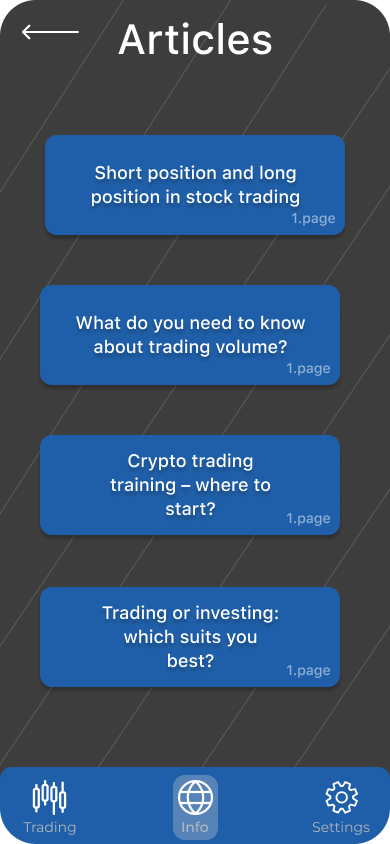 Articles
Short position and long
position in stock trading
1.page
What do you need to know
about trading volume?
1.page
Crypto trading
training – where to
start?
1.page
Trading or investing:
which suits you
best?
1.page
Trading
Info
Settings